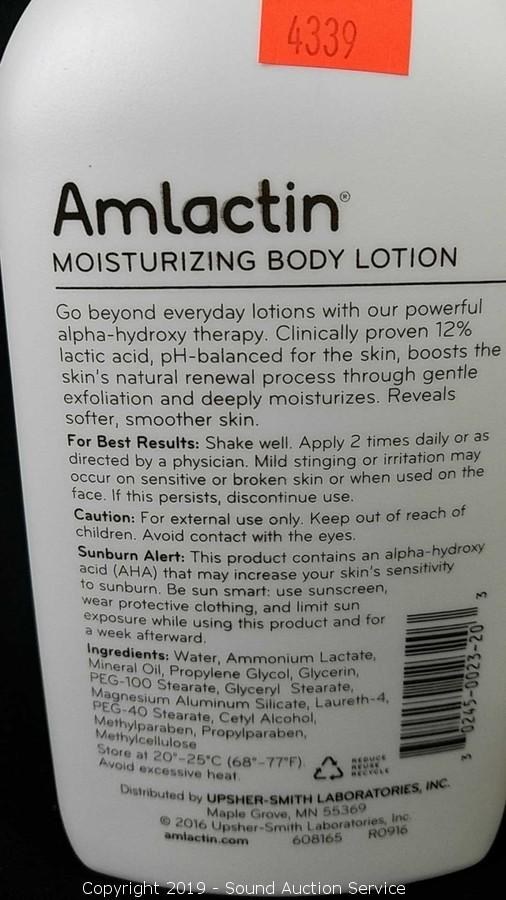 4339
Amlactin®
MOISTURIZING BODY LOTION
Go beyond everyday lotions with our powerful
alpha-hydroxy therapy. Clinically proven 12%
lactic acid, pH-balanced for the skin, boosts the
skin's natural renewal process through gentle
exfoliation and deeply moisturizes. Reveals
softer, smoother skin.
For Best Results: Shake well. Apply 2 times daily or as
directed by a physician. Mild stinging or irritation may
occur on sensitive or broken skin or when used on the
face. If this persists, discontinue use.
Caution: For external use only. Keep out of reach of
children. Avoid contact with the eyes.
Sunburn Alert: This product contains an alpha-hydroxy
acid (AHA) that may increase your skin's sensitivity
to sunburn. Be sun smart: use sunscreen,
wear protective clothing, and limit sun
exposure while using this product and for
a week afterward.
Ingredients: Water, Ammonium Lactate,
Mineral Oil, Propylene Glycol, Glycerin,
PEG-100 Stearate, Glyceryl Stearate,
Magnesium Aluminum Silicate, Laureth-4,
PEG-40 Stearate, Cetyl Alcohol,
Methylparaben, Propylparaben,
Methylcellulose
Store at 20°-25°C (68°-77°F).
Avoid excessive heat.
REDUCE
REUSE
RECYCLE
3 0245-0023-20 3
Distributed by UPSHER-SMITH LABORATORIES, INC.
Maple Grove, MN 55369
© 2016 Upsher-Smith Laboratories, Inc.
amlactin.com 608165 R0916
Copyright 2019 - Sound Auction Service